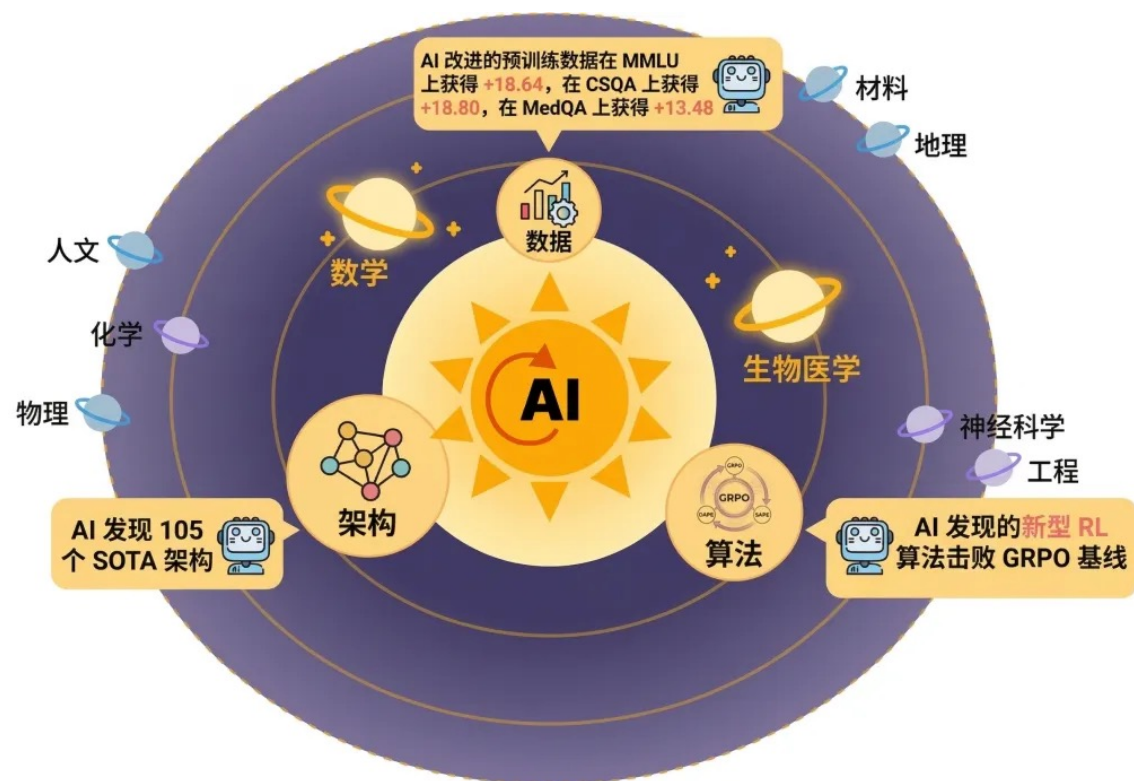 AI 改进的预训练数据在 MMLU
上获得 +18.64，在 CSQA 上获得
+18.80，在 MedQA 上获得 +13.48
材料
地理
数据
数学
人文
化学
物理
生物医学
AI
架构
算法
GRPO
GRPO
神经科学
工程
AI 发现 105
个 SOTA 架构
AI 发现的新型 RL
算法击败 GRPO 基线